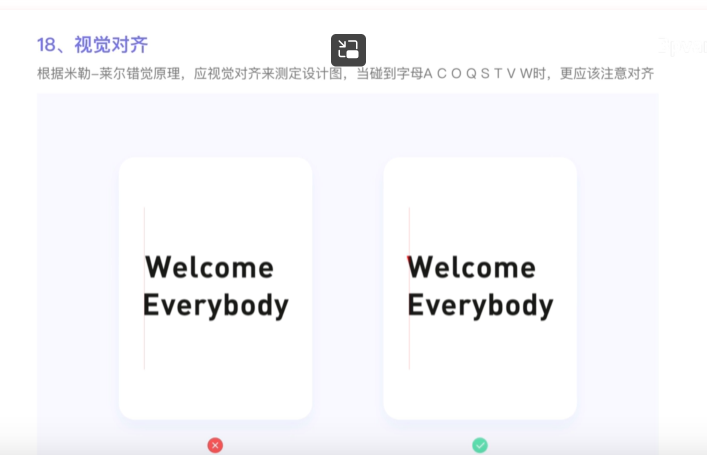 18、视觉对齐
根据米勒-莱尔错觉原理，应视觉对齐来测定设计图，当碰到字母A C O Q S T V W时，更应该注意对齐
Welcome
Everybody
Welcome
Everybody